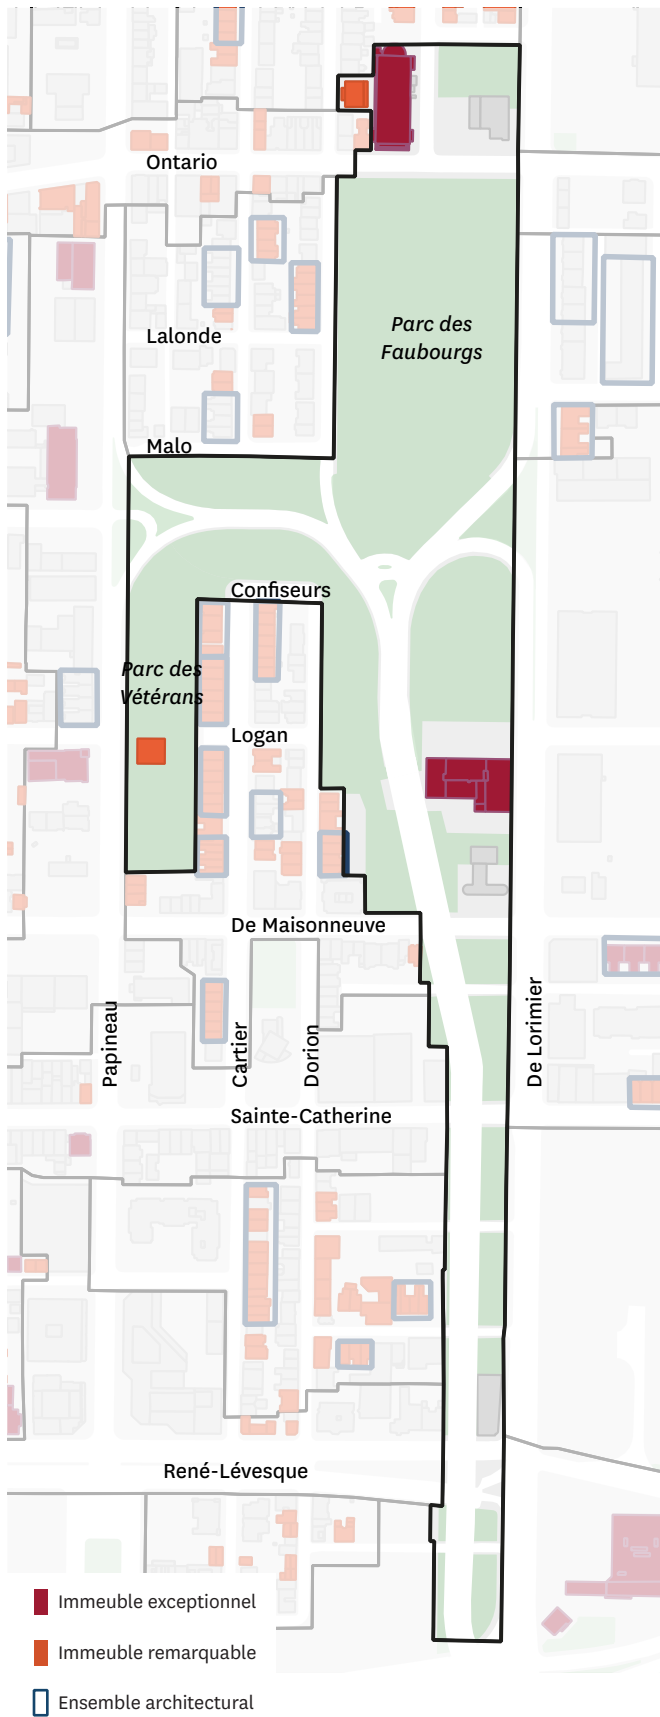 Ontario
Parc des
Faubourgs
Lalonde
Malo
Confiseurs
Parc des
Vétérans
Logan
De Maisonneuve
Papineau
Cartier
Dorion
De Lorimier
Sainte-Catherine
René-Lévesque
Immeuble exceptionnel
Immeuble remarquable
Ensemble architectural